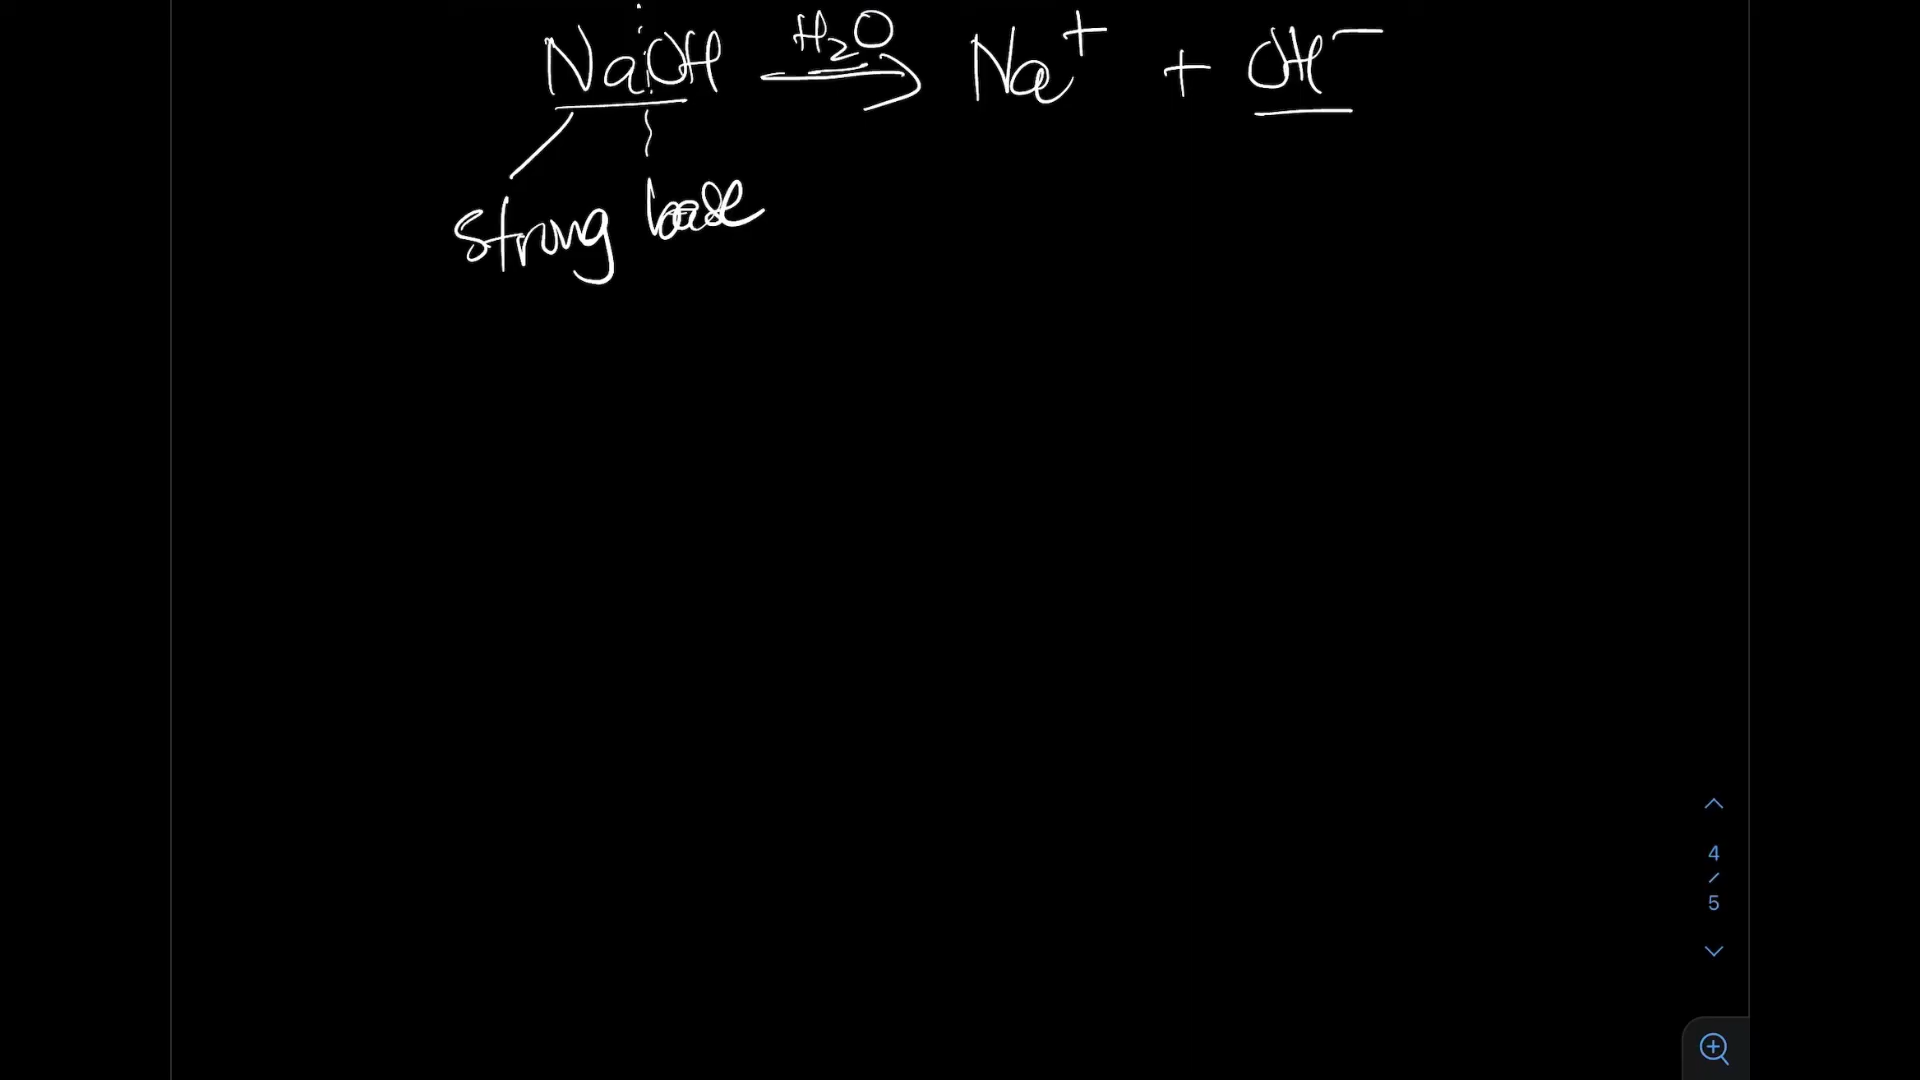 NaOH H₂O → Na⁺ + OH⁻
strong base
4
/
5